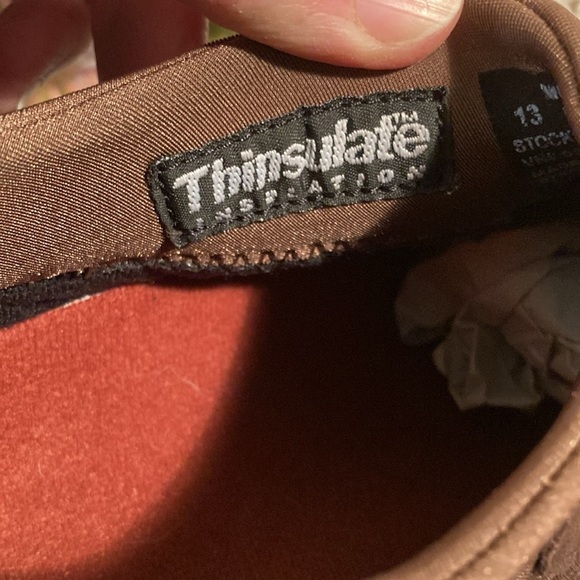 Thinsulate™
INSULATION
13
STOCK